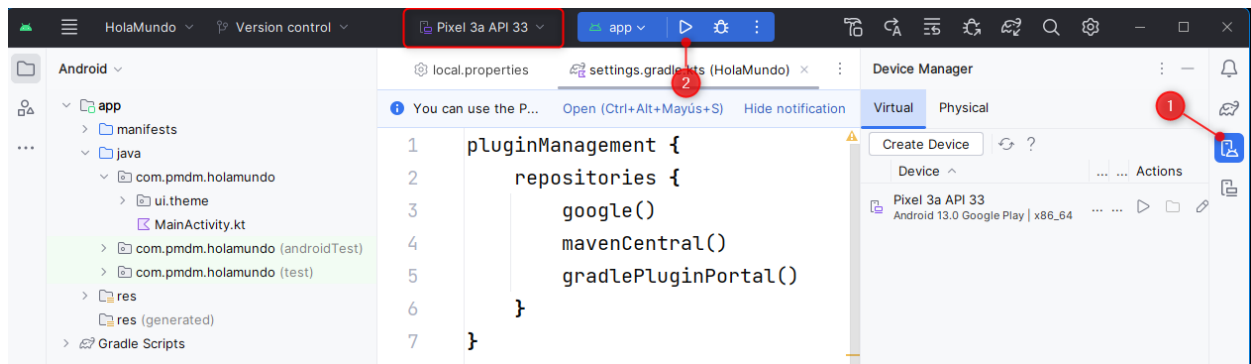 HolaMundo
Version control
Pixel 3a API 33
app
Android
local.properties
settings.gradle.kts (HolaMundo)
2
Device Manager
app
manifests
java
com.pmdm.holamundo
ui.theme
MainActivity.kt
com.pmdm.holamundo (androidTest)
com.pmdm.holamundo (test)
res
res (generated)
Gradle Scripts
You can use the P... Open (Ctrl+Alt+Mayús+S) Hide notification
1 pluginManagement {
2 repositories {
3 google()
4 mavenCentral()
5 gradlePluginPortal()
6 }
7 }
Virtual Physical
1
Create Device ?
Device ... ... Actions
Pixel 3a API 33
Android 13.0 Google Play | x86_64 ... ...